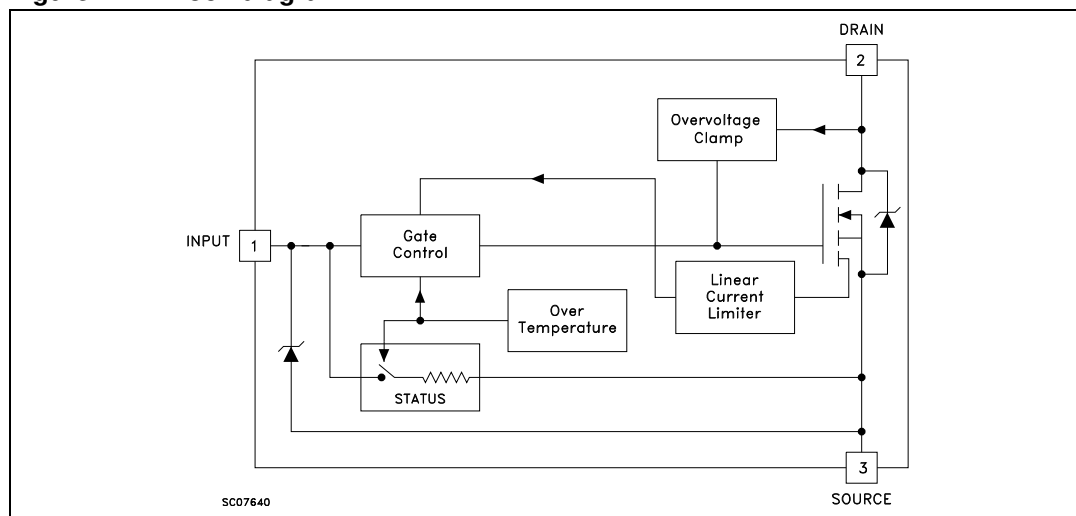 DRAIN
2
Overvoltage
Clamp
INPUT
1
Gate
Control
Linear
Current
Limiter
Over
Temperature
STATUS
3
SC07640
SOURCE